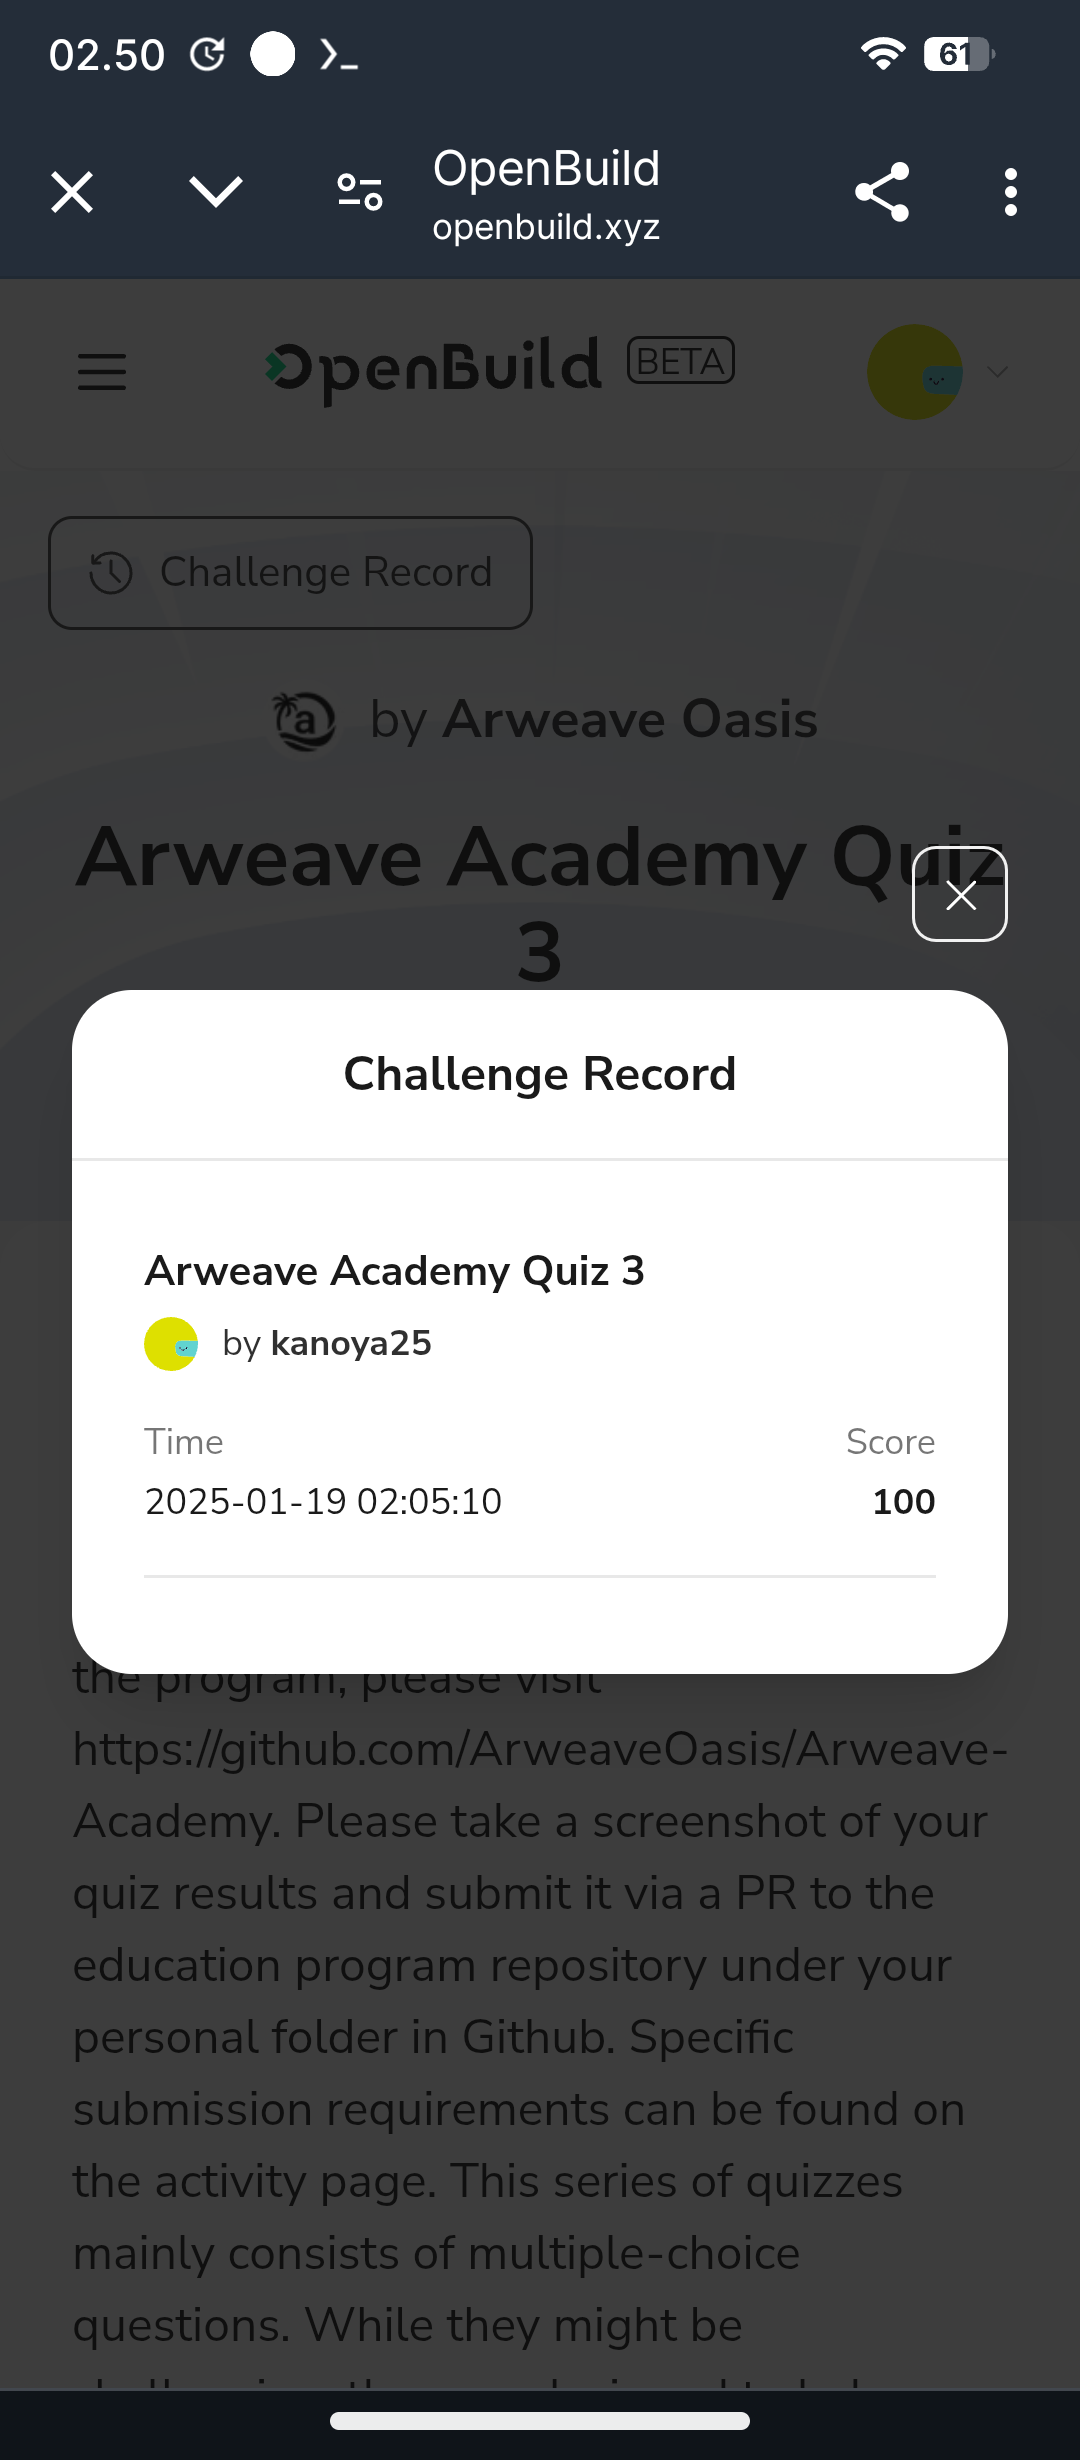 02.50
61
OpenBuild
openbuild.xyz
OpenBuild BETA
Challenge Record
by Arweave Oasis
Arweave Academy Quiz
3
Challenge Record
Arweave Academy Quiz 3
by kanoya25
Time Score
2025-01-19 02:05:10 100
the program, please visit
https://github.com/ArweaveOasis/Arweave-
Academy. Please take a screenshot of your
quiz results and submit it via a PR to the
education program repository under your
personal folder in Github. Specific
submission requirements can be found on
the activity page. This series of quizzes
mainly consists of multiple-choice
questions. While they might be